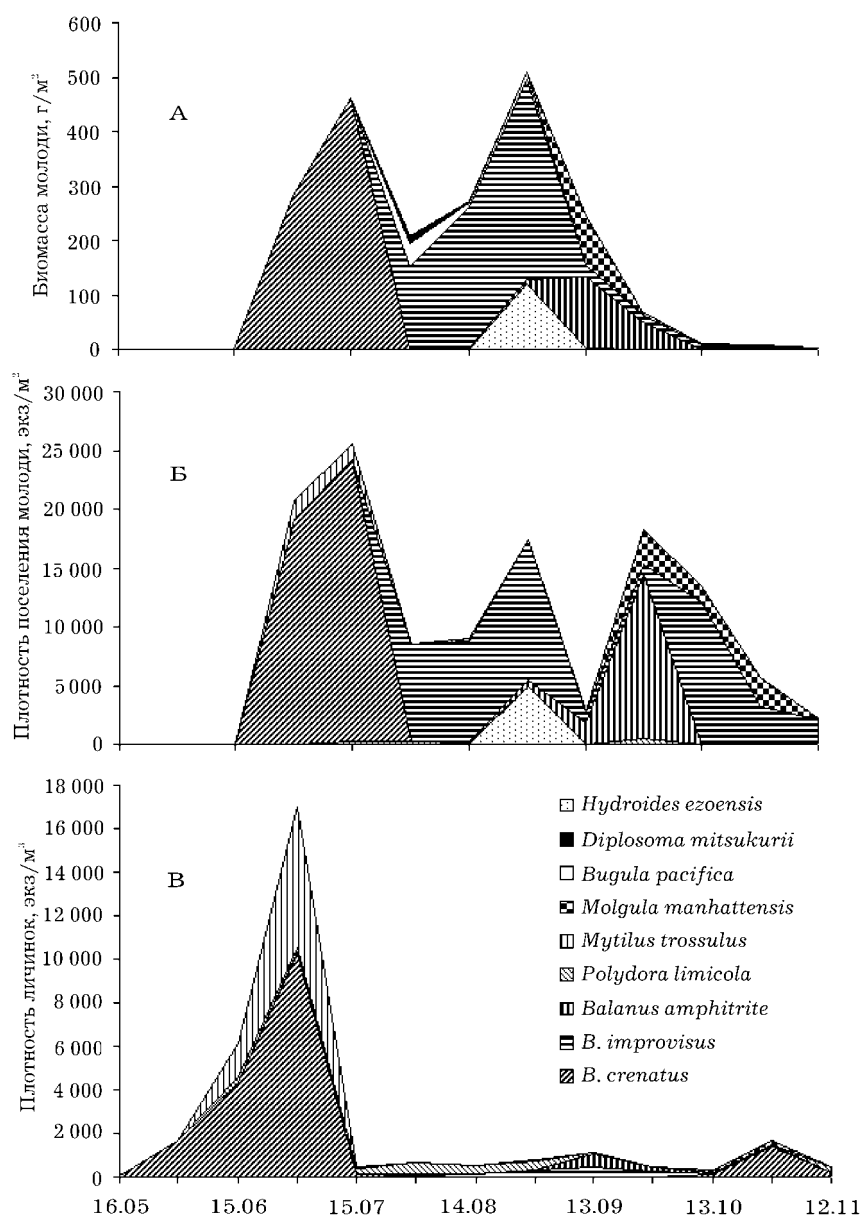 600
500
400
300
200
100
0
Биомасса молоди, г/м²
А
30 000
25 000
20 000
15 000
10 000
5 000
0
Плотность поселения молоди, экз/м²
Б
18 000
16 000
14 000
12 000
10 000
8 000
6 000
4 000
2 000
0
Плотность личинок, экз/м³
В
Hydroides ezoensis
Diplosoma mitsukurii
Bugula pacifica
Molgula manhattensis
Mytilus trossulus
Polydora limicola
Balanus amphitrite
B. improvisus
B. crenatus
16.05 15.06 15.07 14.08 13.09 13.10 12.11